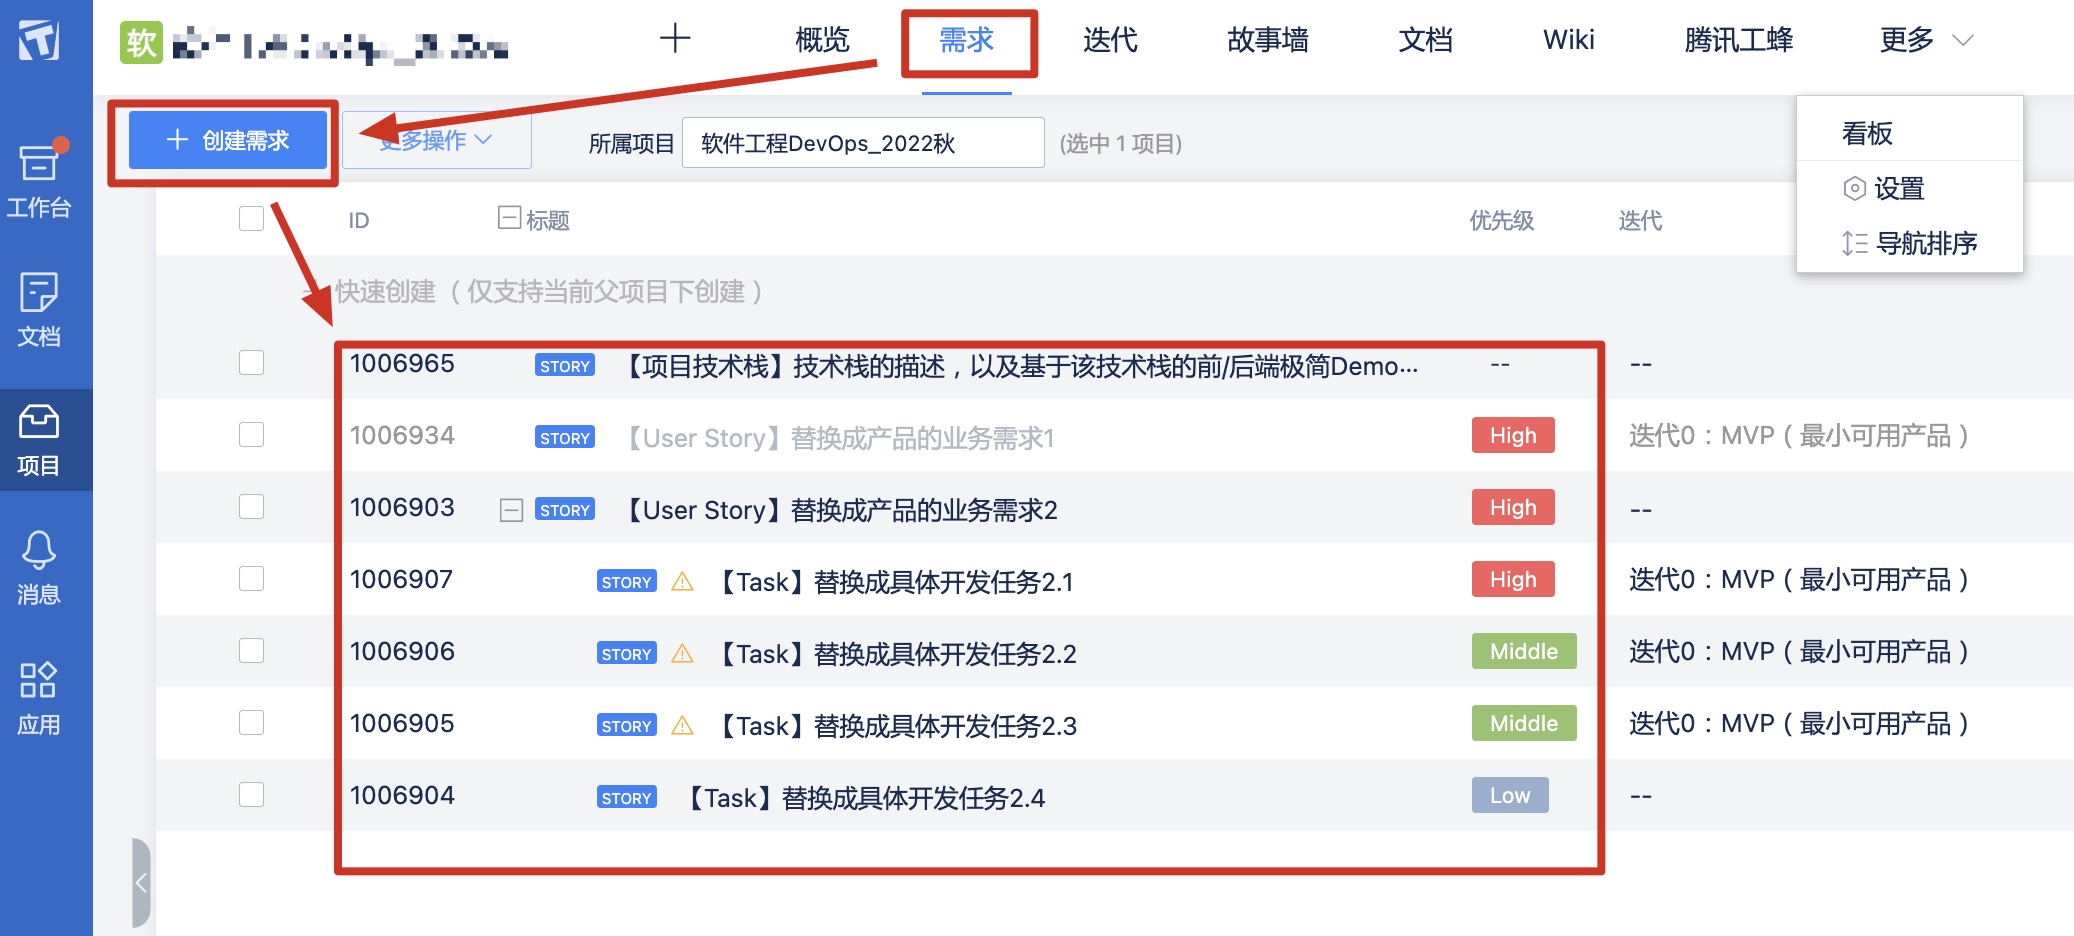 软
概览 需求 迭代 故事墙 文档 Wiki 腾讯工蜂 更多
工作台
文档
项目
消息
应用
创建需求 更多操作 所属项目 软件工程DevOps_2022秋 (选中 1 项目)
看板
设置
导航排序
ID 标题 优先级 迭代
快速创建（仅支持当前父项目下创建）
1006965 STORY 【项目技术栈】技术栈的描述，以及基于该技术栈的前/后端极简Demo... -- --
1006934 STORY 【User Story】替换成产品的业务需求1 High 迭代0：MVP（最小可用产品）
1006903 STORY 【User Story】替换成产品的业务需求2 High --
1006907 STORY 【Task】替换成具体开发任务2.1 High 迭代0：MVP（最小可用产品）
1006906 STORY 【Task】替换成具体开发任务2.2 Middle 迭代0：MVP（最小可用产品）
1006905 STORY 【Task】替换成具体开发任务2.3 Middle 迭代0：MVP（最小可用产品）
1006904 STORY 【Task】替换成具体开发任务2.4 Low --